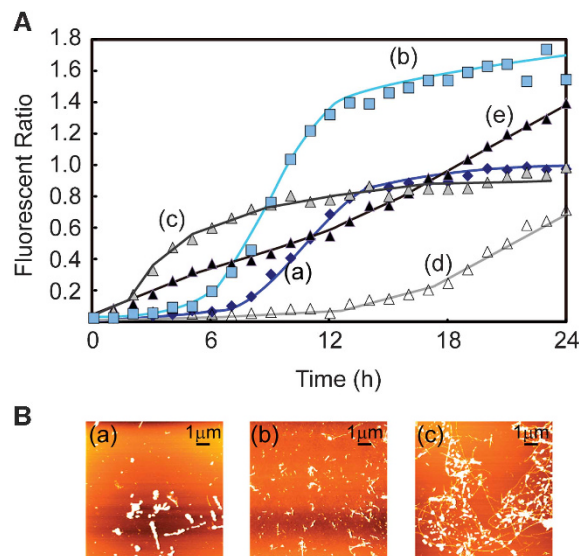 A
Fluorescent Ratio
1.8
1.6
1.4
1.2
1.0
0.8
0.6
0.4
0.2
(b)
(e)
(c)
(a)
(d)
0 6 12 18 24
Time (h)
B
(a) 1μm
(b) 1μm
(c) 1μm